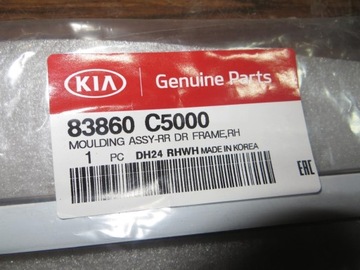 KIA Genuine Parts
83860 C5000
MOULDING ASSY-RR DR FRAME,RH
1 PC DH24 RHWH MADE IN KOREA
EAC